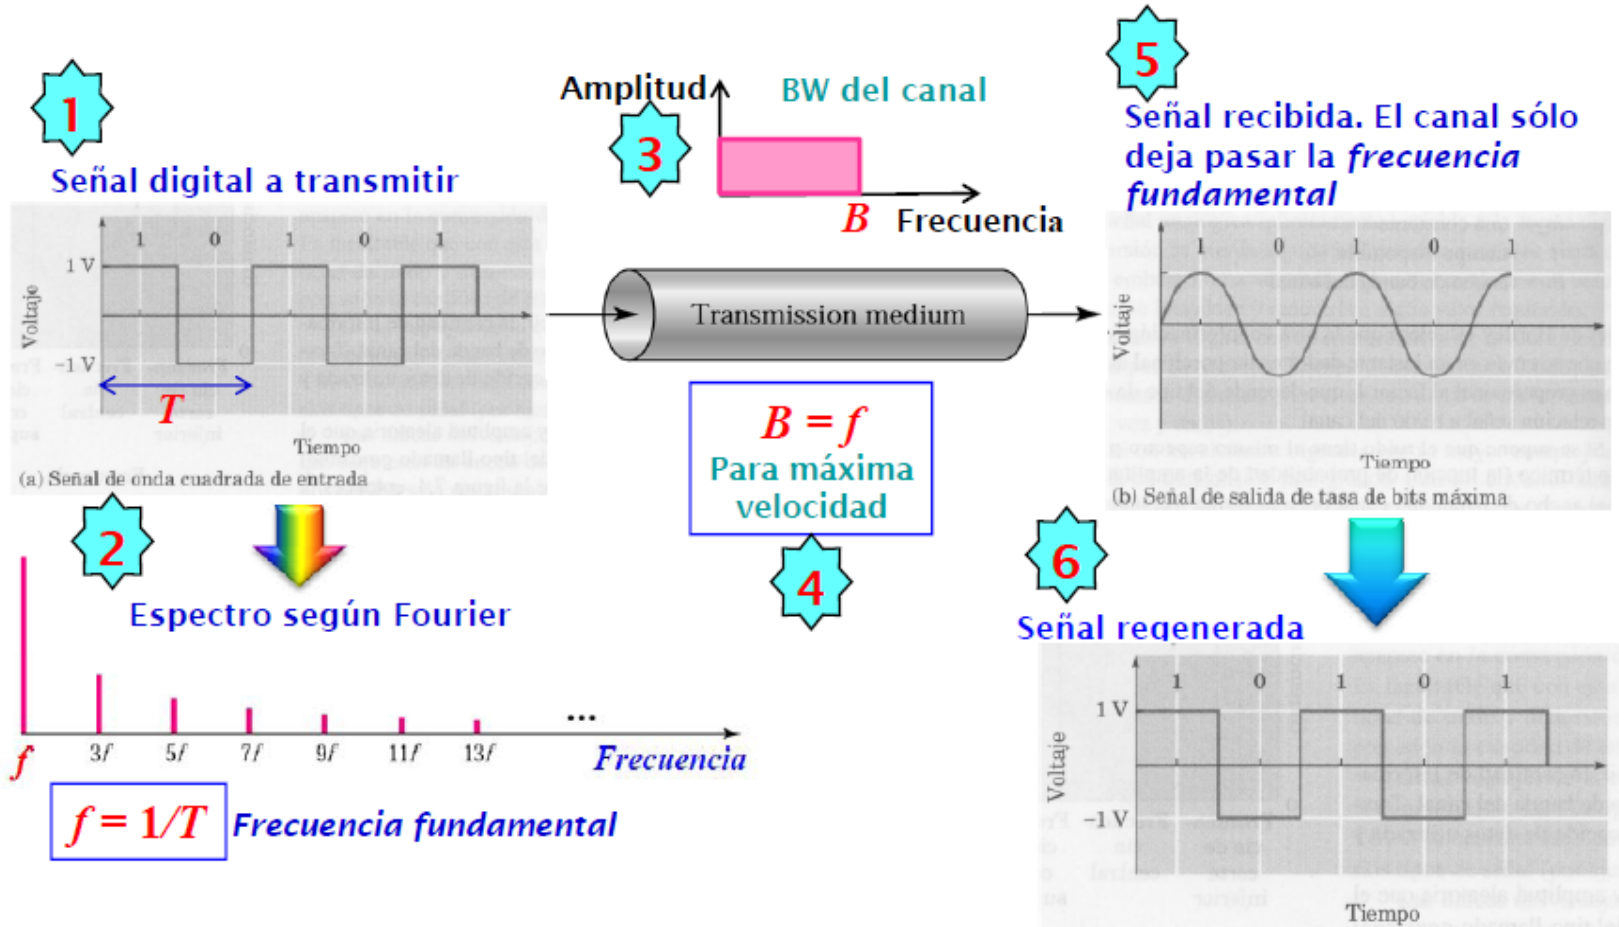 1
Señal digital a transmitir
1 0 1 0 1
1 V
Voltaje
−1 V
T
Tiempo
(a) Señal de onda cuadrada de entrada
2
Espectro según Fourier
...
f 3f 5f 7f 9f 11f 13f Frecuencia
f = 1/T Frecuencia fundamental
Amplitud
BW del canal
3
B Frecuencia
Transmission medium
B = f
Para máxima
velocidad
4
5
Señal recibida. El canal sólo
deja pasar la frecuencia
fundamental
1 0 1 0 1
Voltaje
Tiempo
(b) Señal de salida de tasa de bits máxima
6
Señal regenerada
1 0 1 0 1
1 V
Voltaje
−1 V
Tiempo